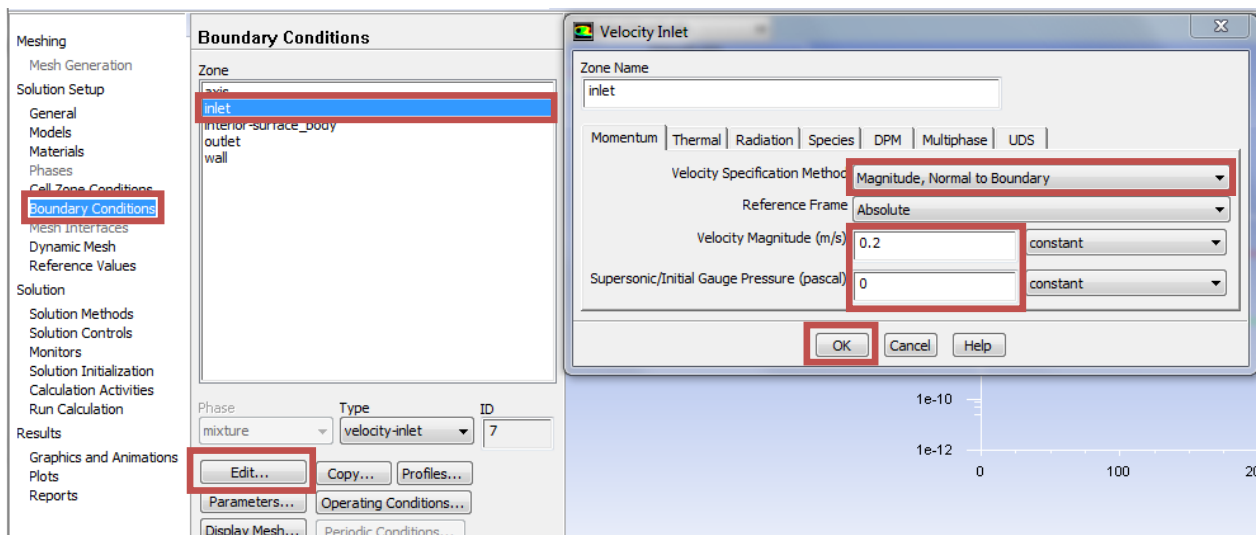 Meshing
Mesh Generation
Solution Setup
General
Models
Materials
Phases
Cell Zone Conditions
Boundary Conditions
Mesh Interfaces
Dynamic Mesh
Reference Values
Solution
Solution Methods
Solution Controls
Monitors
Solution Initialization
Calculation Activities
Run Calculation
Results
Graphics and Animations
Plots
Reports
Boundary Conditions
Zone
axis
inlet
interior-surface_body
outlet
wall
Phase Type ID
mixture velocity-inlet 7
Edit... Copy... Profiles...
Parameters... Operating Conditions...
Display Mesh... Periodic Conditions...
Velocity Inlet
Zone Name
inlet
Momentum Thermal Radiation Species DPM Multiphase UDS
Velocity Specification Method Magnitude, Normal to Boundary
Reference Frame Absolute
Velocity Magnitude (m/s) 0.2 constant
Supersonic/Initial Gauge Pressure (pascal) 0 constant
OK Cancel Help
1e-10
1e-12
0 100